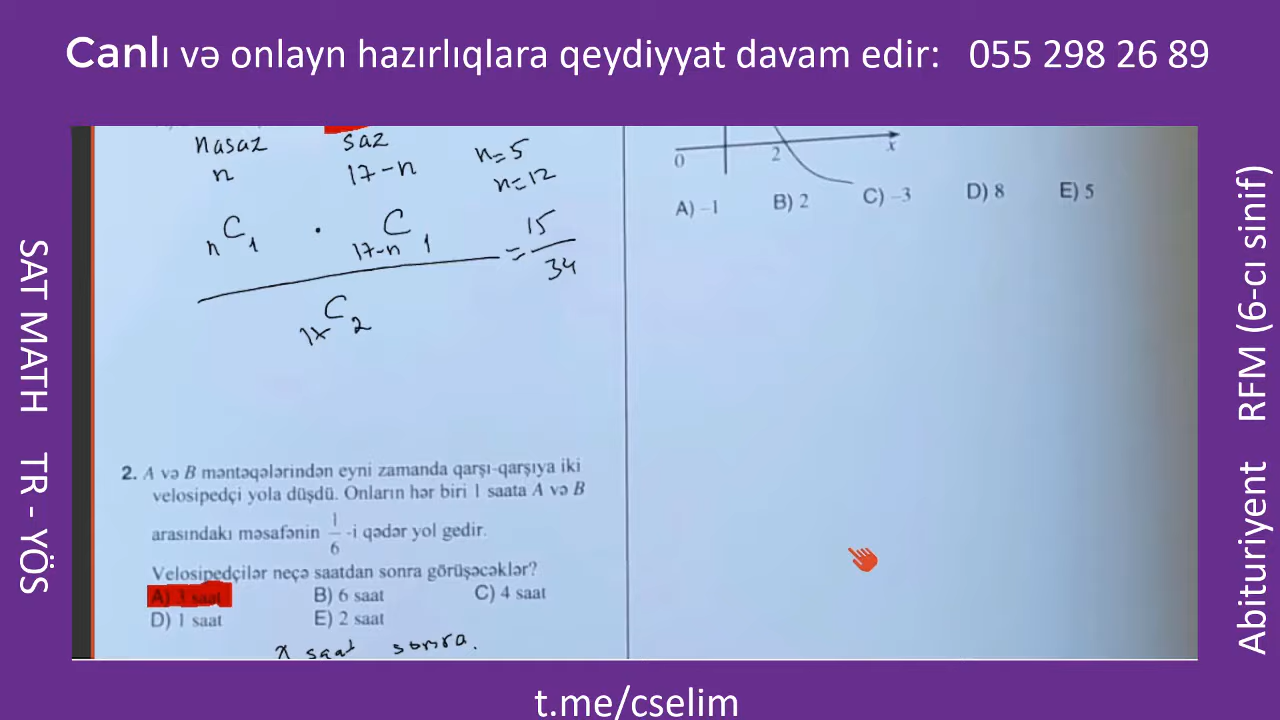 Canlı və onlayn hazırlıqlara qeydiyyat davam edir: 055 298 26 89
SAT MATH TR - YÖS
nasaz saz
n 17-n n=5
n=12
nC1 · 17-nC1 = 15/34
17C2
2. A və B məntəqələrindən eyni zamanda qarşı-qarşıya iki
velosipedçi yola düşdü. Onların hər biri 1 saata A və B
arasındakı məsafənin 1/6 -i qədər yol gedir.
Velosipedçilər neçə saatdan sonra görüşəcəklər?
A) 3 saat B) 6 saat C) 4 saat
D) 1 saat E) 2 saat
x saat sonra.
0 2 x
A) –1 B) 2 C) –3 D) 8 E) 5
Abituriyent RFM (6-cı sinif)
t.me/cselim